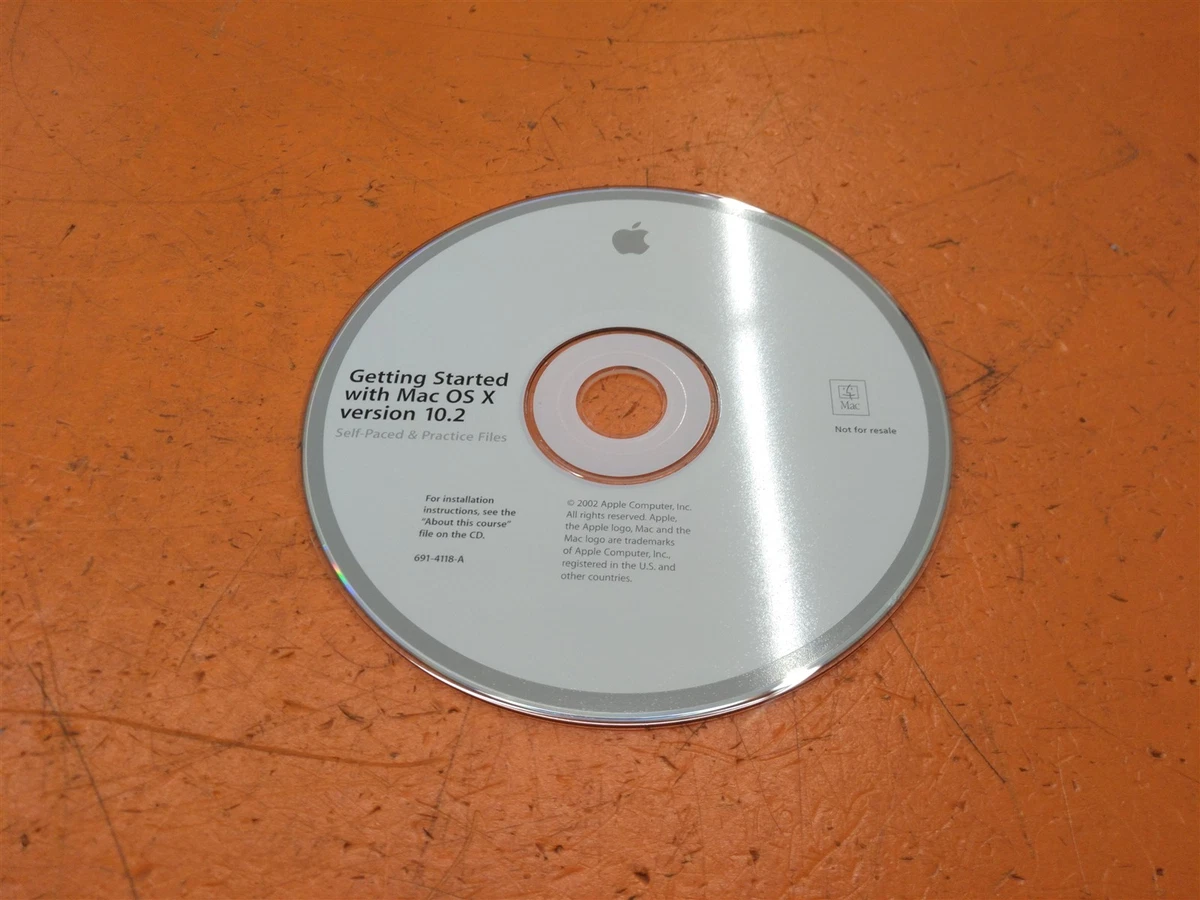 Getting Started
with Mac OS X
version 10.2
Self-Paced & Practice Files
Mac
Not for resale
For installation
instructions, see the
"About this course"
file on the CD.
691-4118-A
© 2002 Apple Computer, Inc.
All rights reserved. Apple,
the Apple logo, Mac and the
Mac logo are trademarks
of Apple Computer, Inc.,
registered in the U.S. and
other countries.